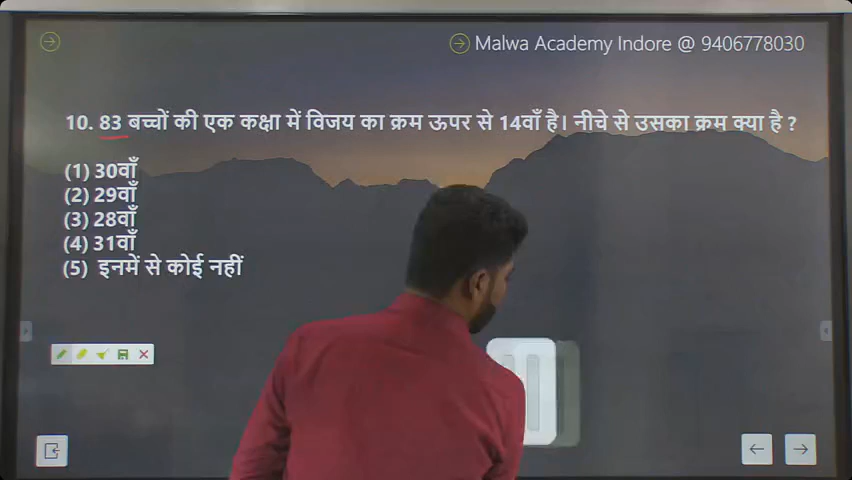 Malwa Academy Indore @ 9406778030
10. 83 बच्चों की एक कक्षा में विजय का क्रम ऊपर से 14वाँ है। नीचे से उसका क्रम क्या है ?
(1) 30वाँ
(2) 29वाँ
(3) 28वाँ
(4) 31वाँ
(5) इनमें से कोई नहीं